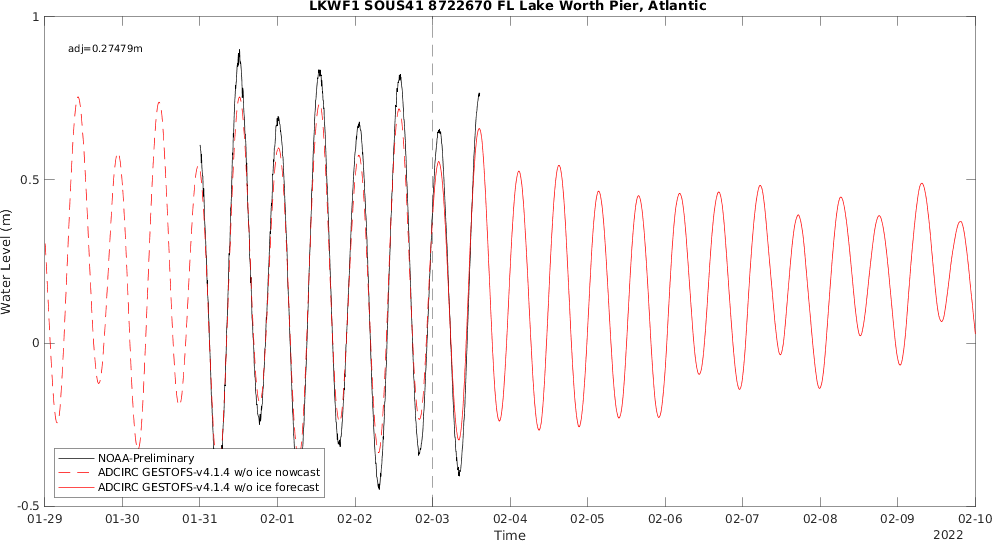 LKWF1 SOUS41 8722670 FL Lake Worth Pier, Atlantic
adj=0.27479m
1
0.5
0
-0.5
Water Level (m)
NOAA-Preliminary
ADCIRC GESTOFS-v4.1.4 w/o ice nowcast
ADCIRC GESTOFS-v4.1.4 w/o ice forecast
01-29 01-30 01-31 02-01 02-02 02-03 02-04 02-05 02-06 02-07 02-08 02-09 02-10
Time
2022